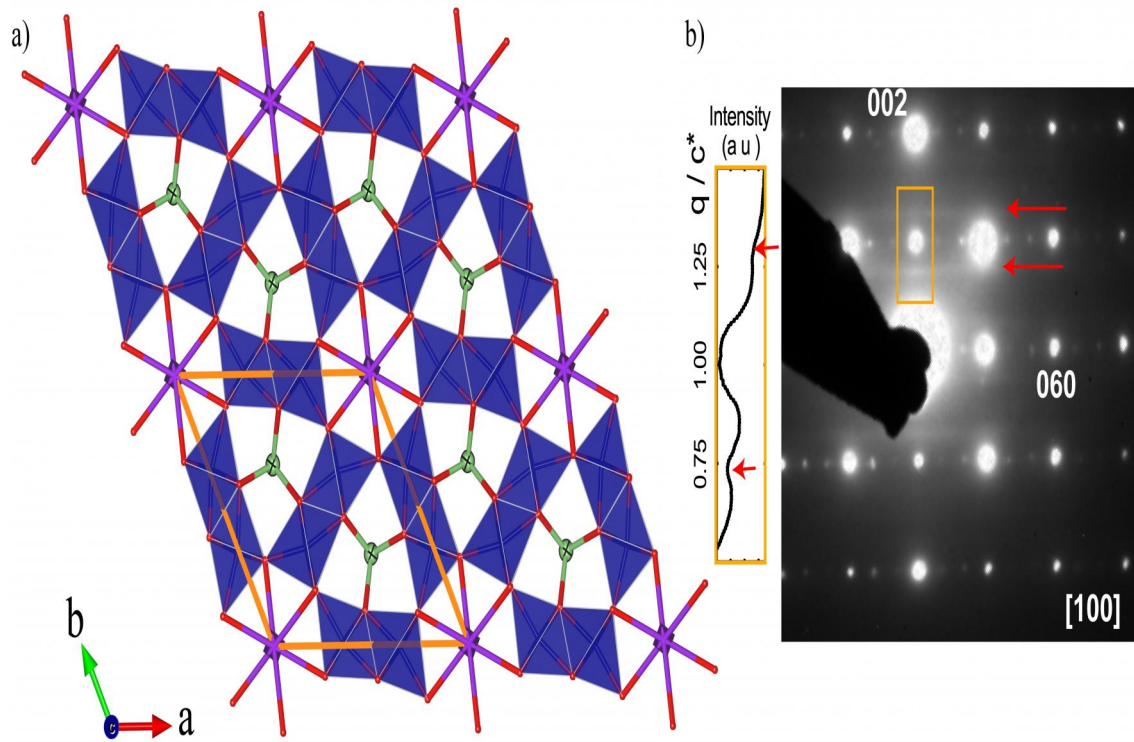 a)
b
a
c
b)
Intensity
(a u)
q / c*
1.25
1.00
0.75
002
060
[100]